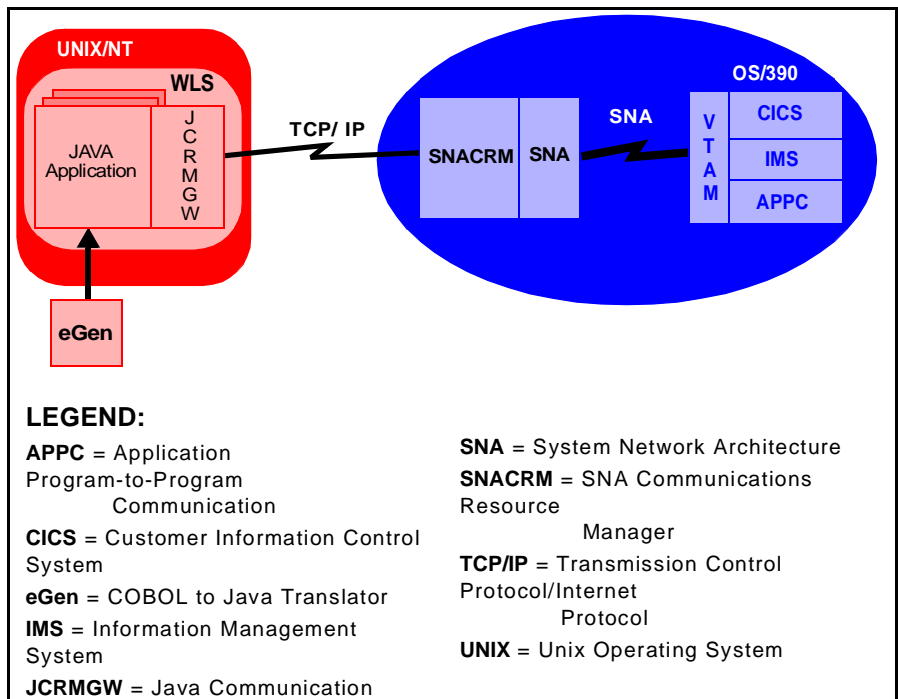 UNIX/NT
WLS
JAVA
Application
J
C
R
M
G
W
TCP/ IP
OS/390
SNACRM
SNA
SNA
V
T
A
M
CICS
IMS
APPC
eGen
LEGEND:
APPC = Application
Program-to-Program
Communication
CICS = Customer Information Control
System
eGen = COBOL to Java Translator
IMS = Information Management
System
JCRMGW = Java Communication
SNA = System Network Architecture
SNACRM = SNA Communications
Resource
Manager
TCP/IP = Transmission Control
Protocol/Internet
Protocol
UNIX = Unix Operating System